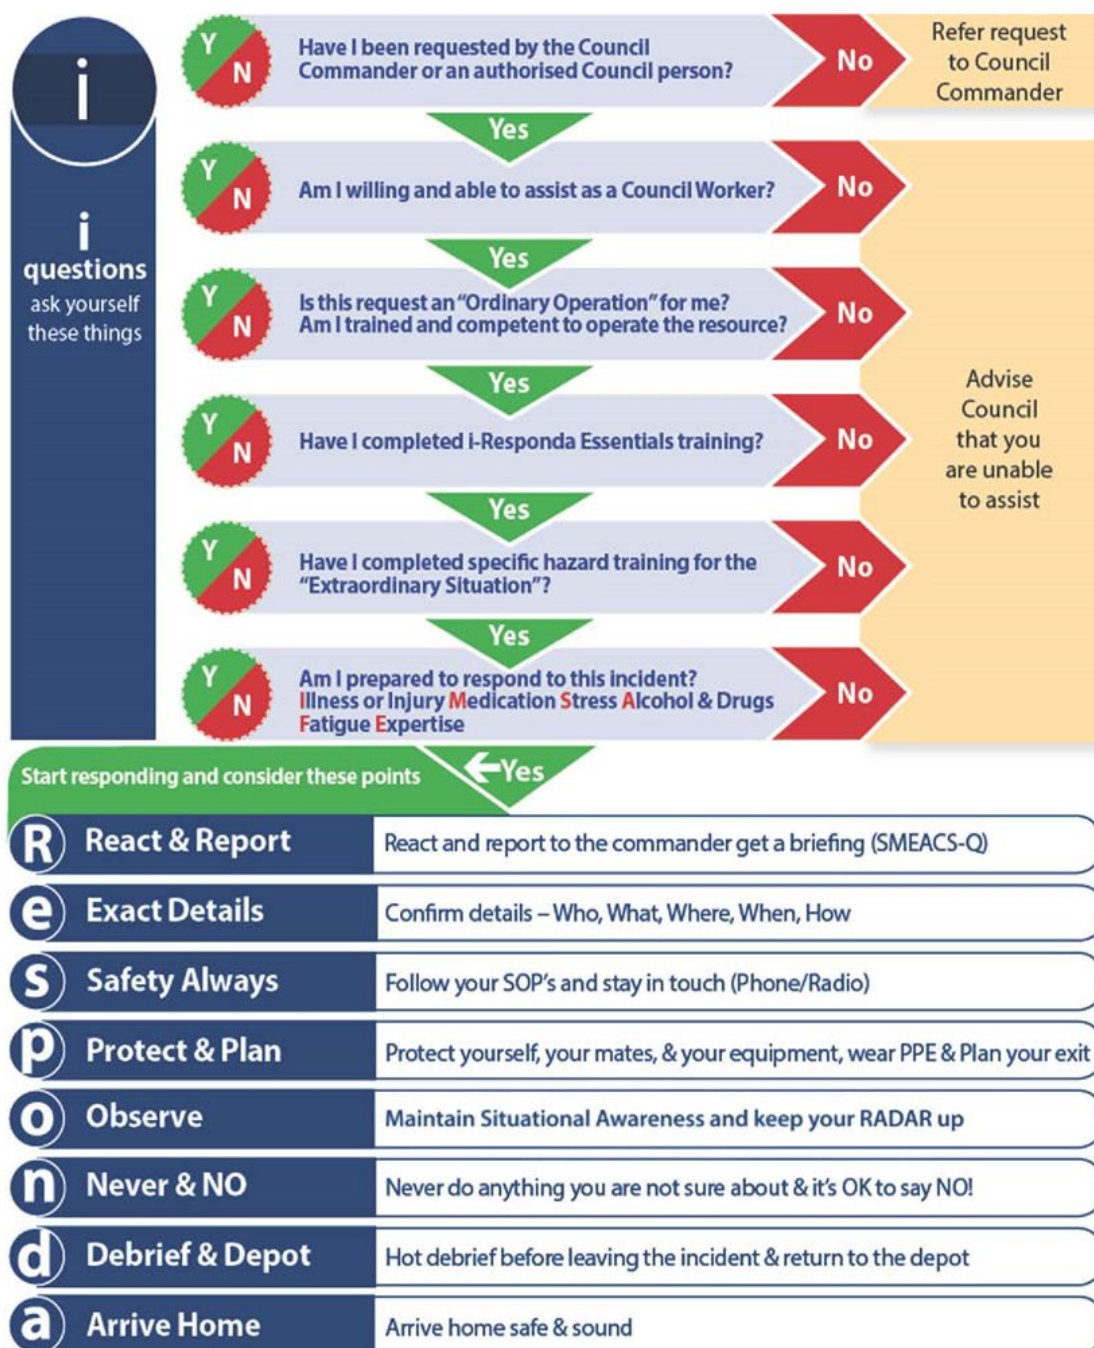 i
i
questions
ask yourself
these things
Y
N
Have I been requested by the Council
Commander or an authorised Council person?
No
Refer request
to Council
Commander
Yes
Y
N
Am I willing and able to assist as a Council Worker?
No
Yes
Y
N
Is this request an “Ordinary Operation” for me?
Am I trained and competent to operate the resource?
No
Yes
Y
N
Have I completed i-Responda Essentials training?
No
Advise
Council
that you
are unable
to assist
Yes
Y
N
Have I completed specific hazard training for the
“Extraordinary Situation”?
No
Yes
Y
N
Am I prepared to respond to this incident?
Illness or Injury Medication Stress Alcohol & Drugs
Fatigue Expertise
No
Start responding and consider these points
←Yes
R React & Report
React and report to the commander get a briefing (SMEACS-Q)
e Exact Details
Confirm details – Who, What, Where, When, How
s Safety Always
Follow your SOP's and stay in touch (Phone/Radio)
p Protect & Plan
Protect yourself, your mates, & your equipment, wear PPE & Plan your exit
o Observe
Maintain Situational Awareness and keep your RADAR up
n Never & NO
Never do anything you are not sure about & it's OK to say NO!
d Debrief & Depot
Hot debrief before leaving the incident & return to the depot
a Arrive Home
Arrive home safe & sound